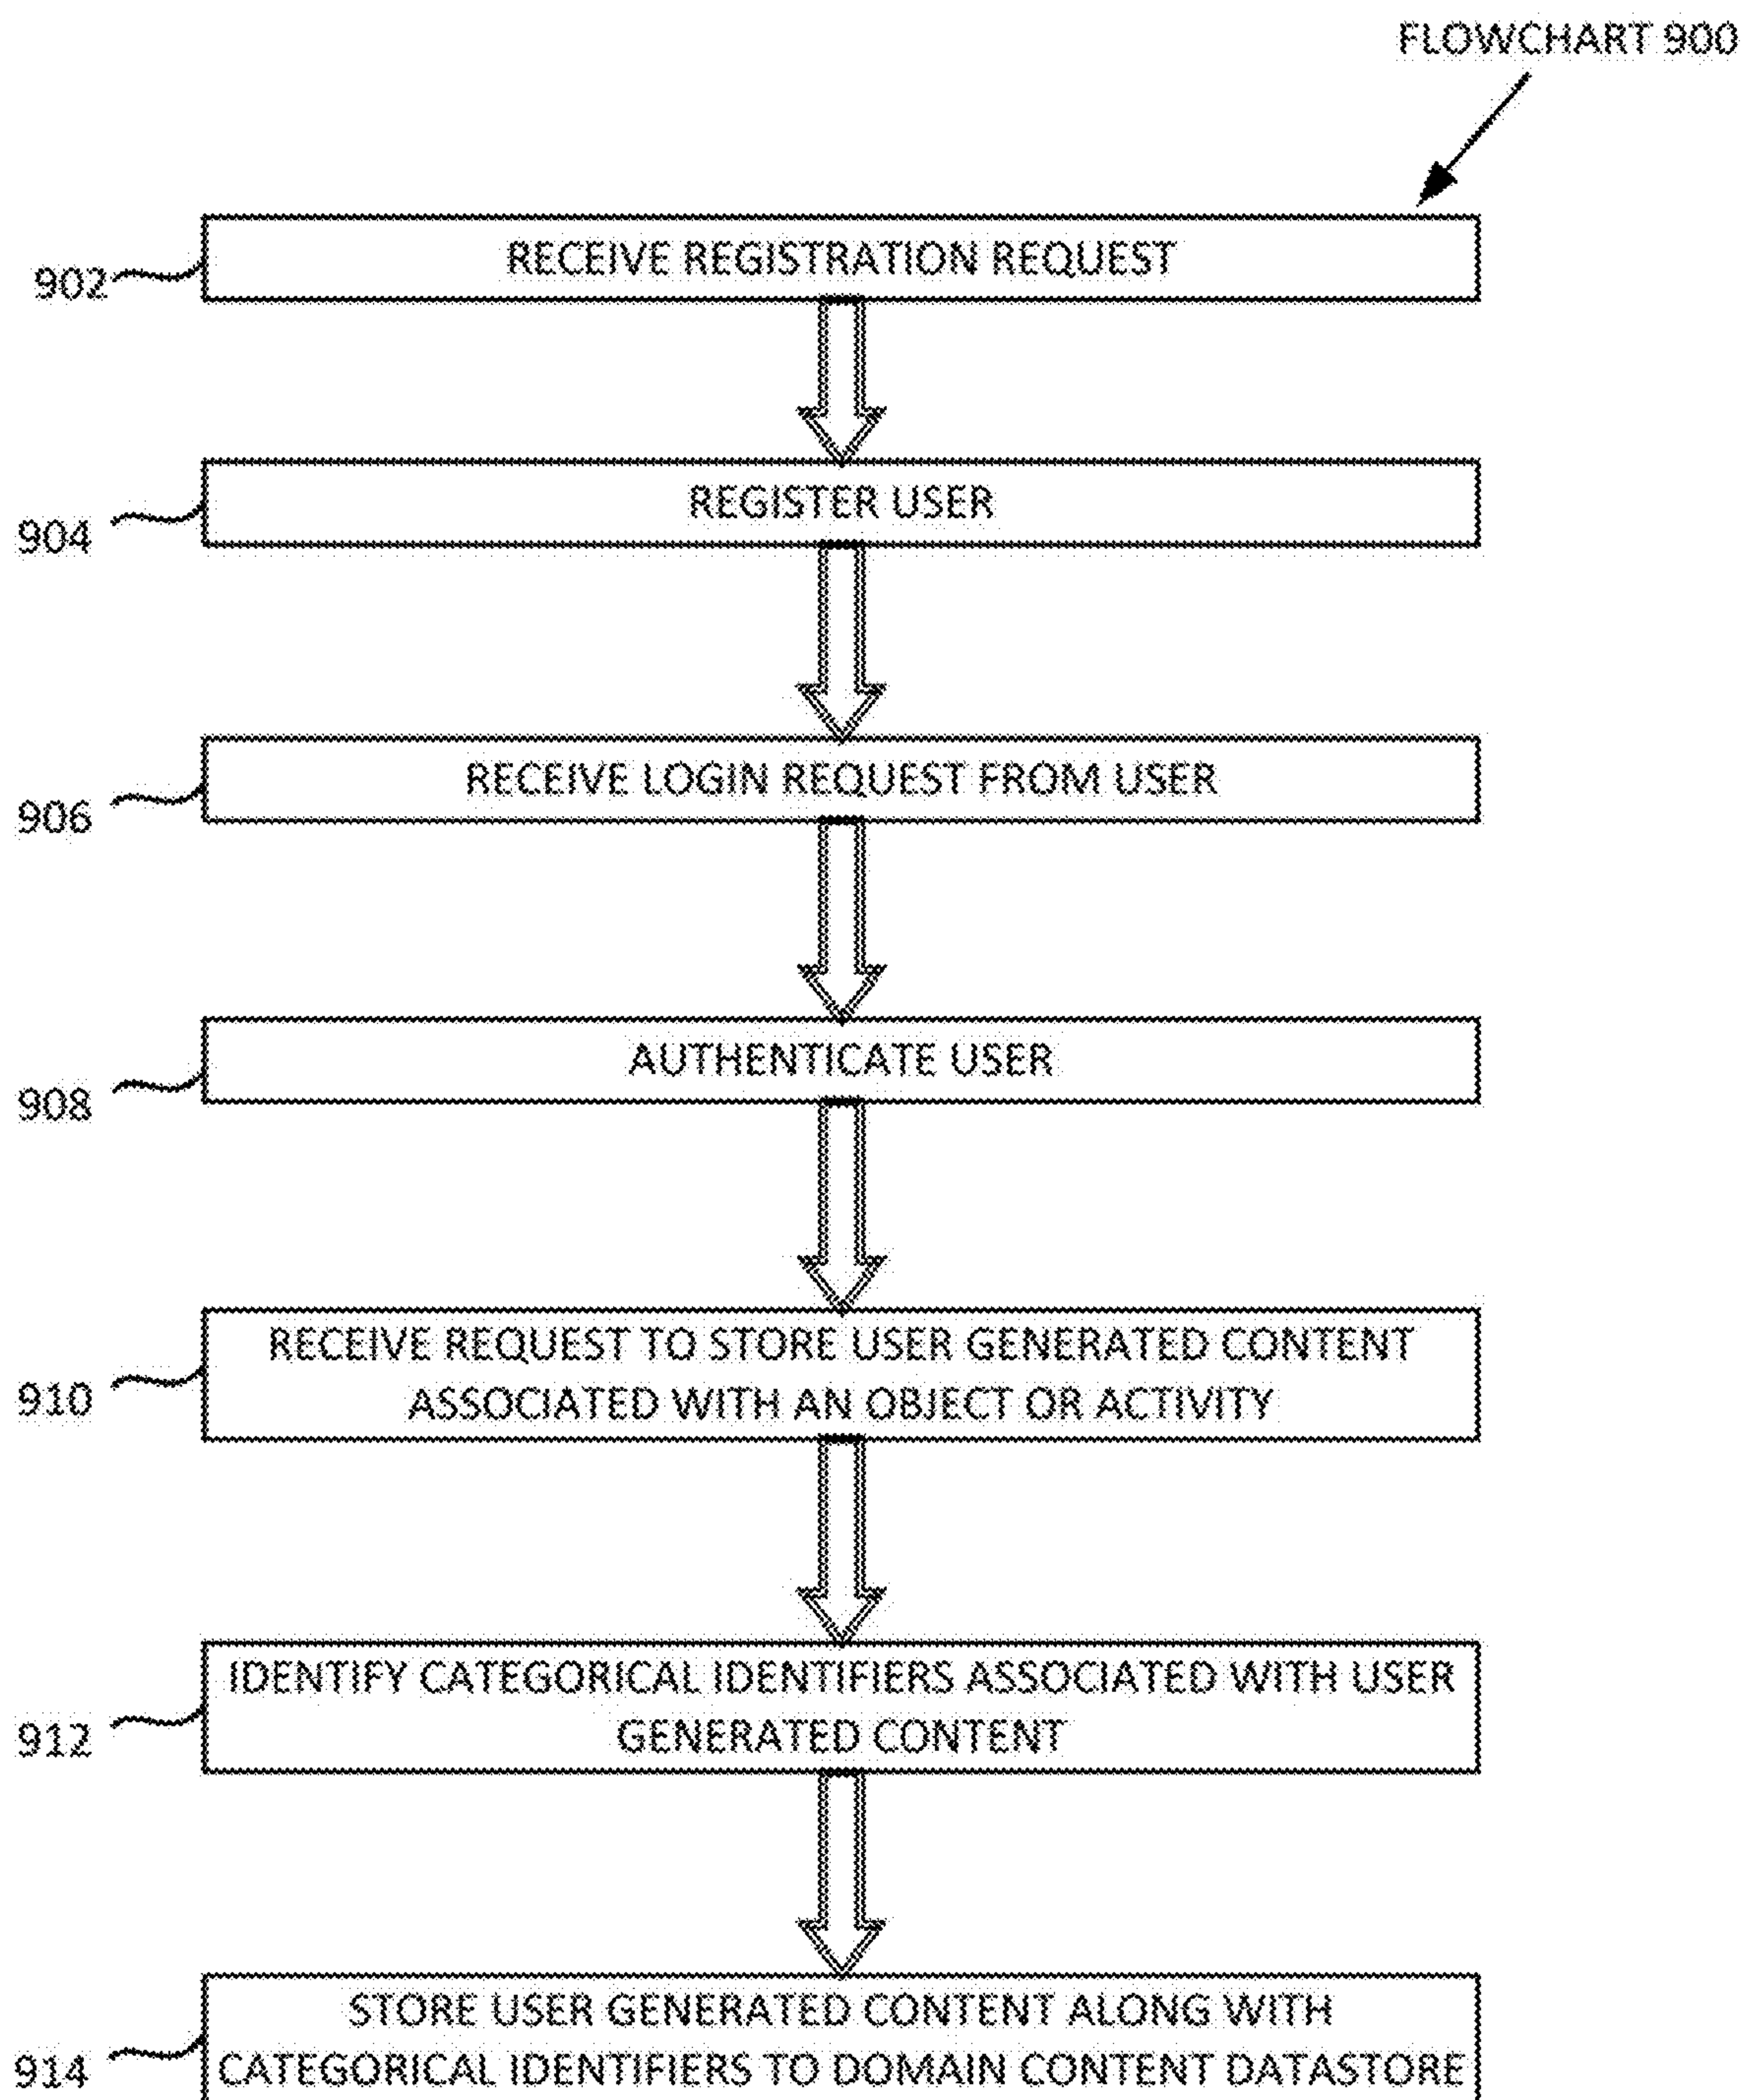 FLOWCHART 900
902
RECEIVE REGISTRATION REQUEST
904
REGISTER USER
906
RECEIVE LOGIN REQUEST FROM USER
908
AUTHENTICATE USER
910
RECEIVE REQUEST TO STORE USER GENERATED CONTENT
ASSOCIATED WITH AN OBJECT OR ACTIVITY
912
IDENTIFY CATEGORICAL IDENTIFIERS ASSOCIATED WITH USER
GENERATED CONTENT
914
STORE USER GENERATED CONTENT ALONG WITH
CATEGORICAL IDENTIFIERS TO DOMAIN CONTENT DATASTORE